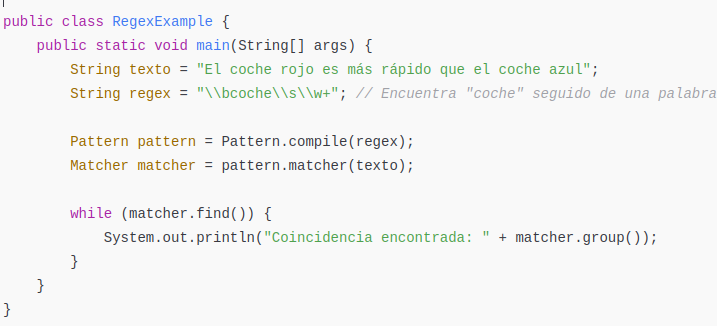 public class RegexExample {
    public static void main(String[] args) {
        String texto = "El coche rojo es más rápido que el coche azul";
        String regex = "\\bcoche\\s\\w+"; // Encuentra "coche" seguido de una palabra
        Pattern pattern = Pattern.compile(regex);
        Matcher matcher = pattern.matcher(texto);
        while (matcher.find()) {
            System.out.println("Coincidencia encontrada: " + matcher.group());
        }
    }
}